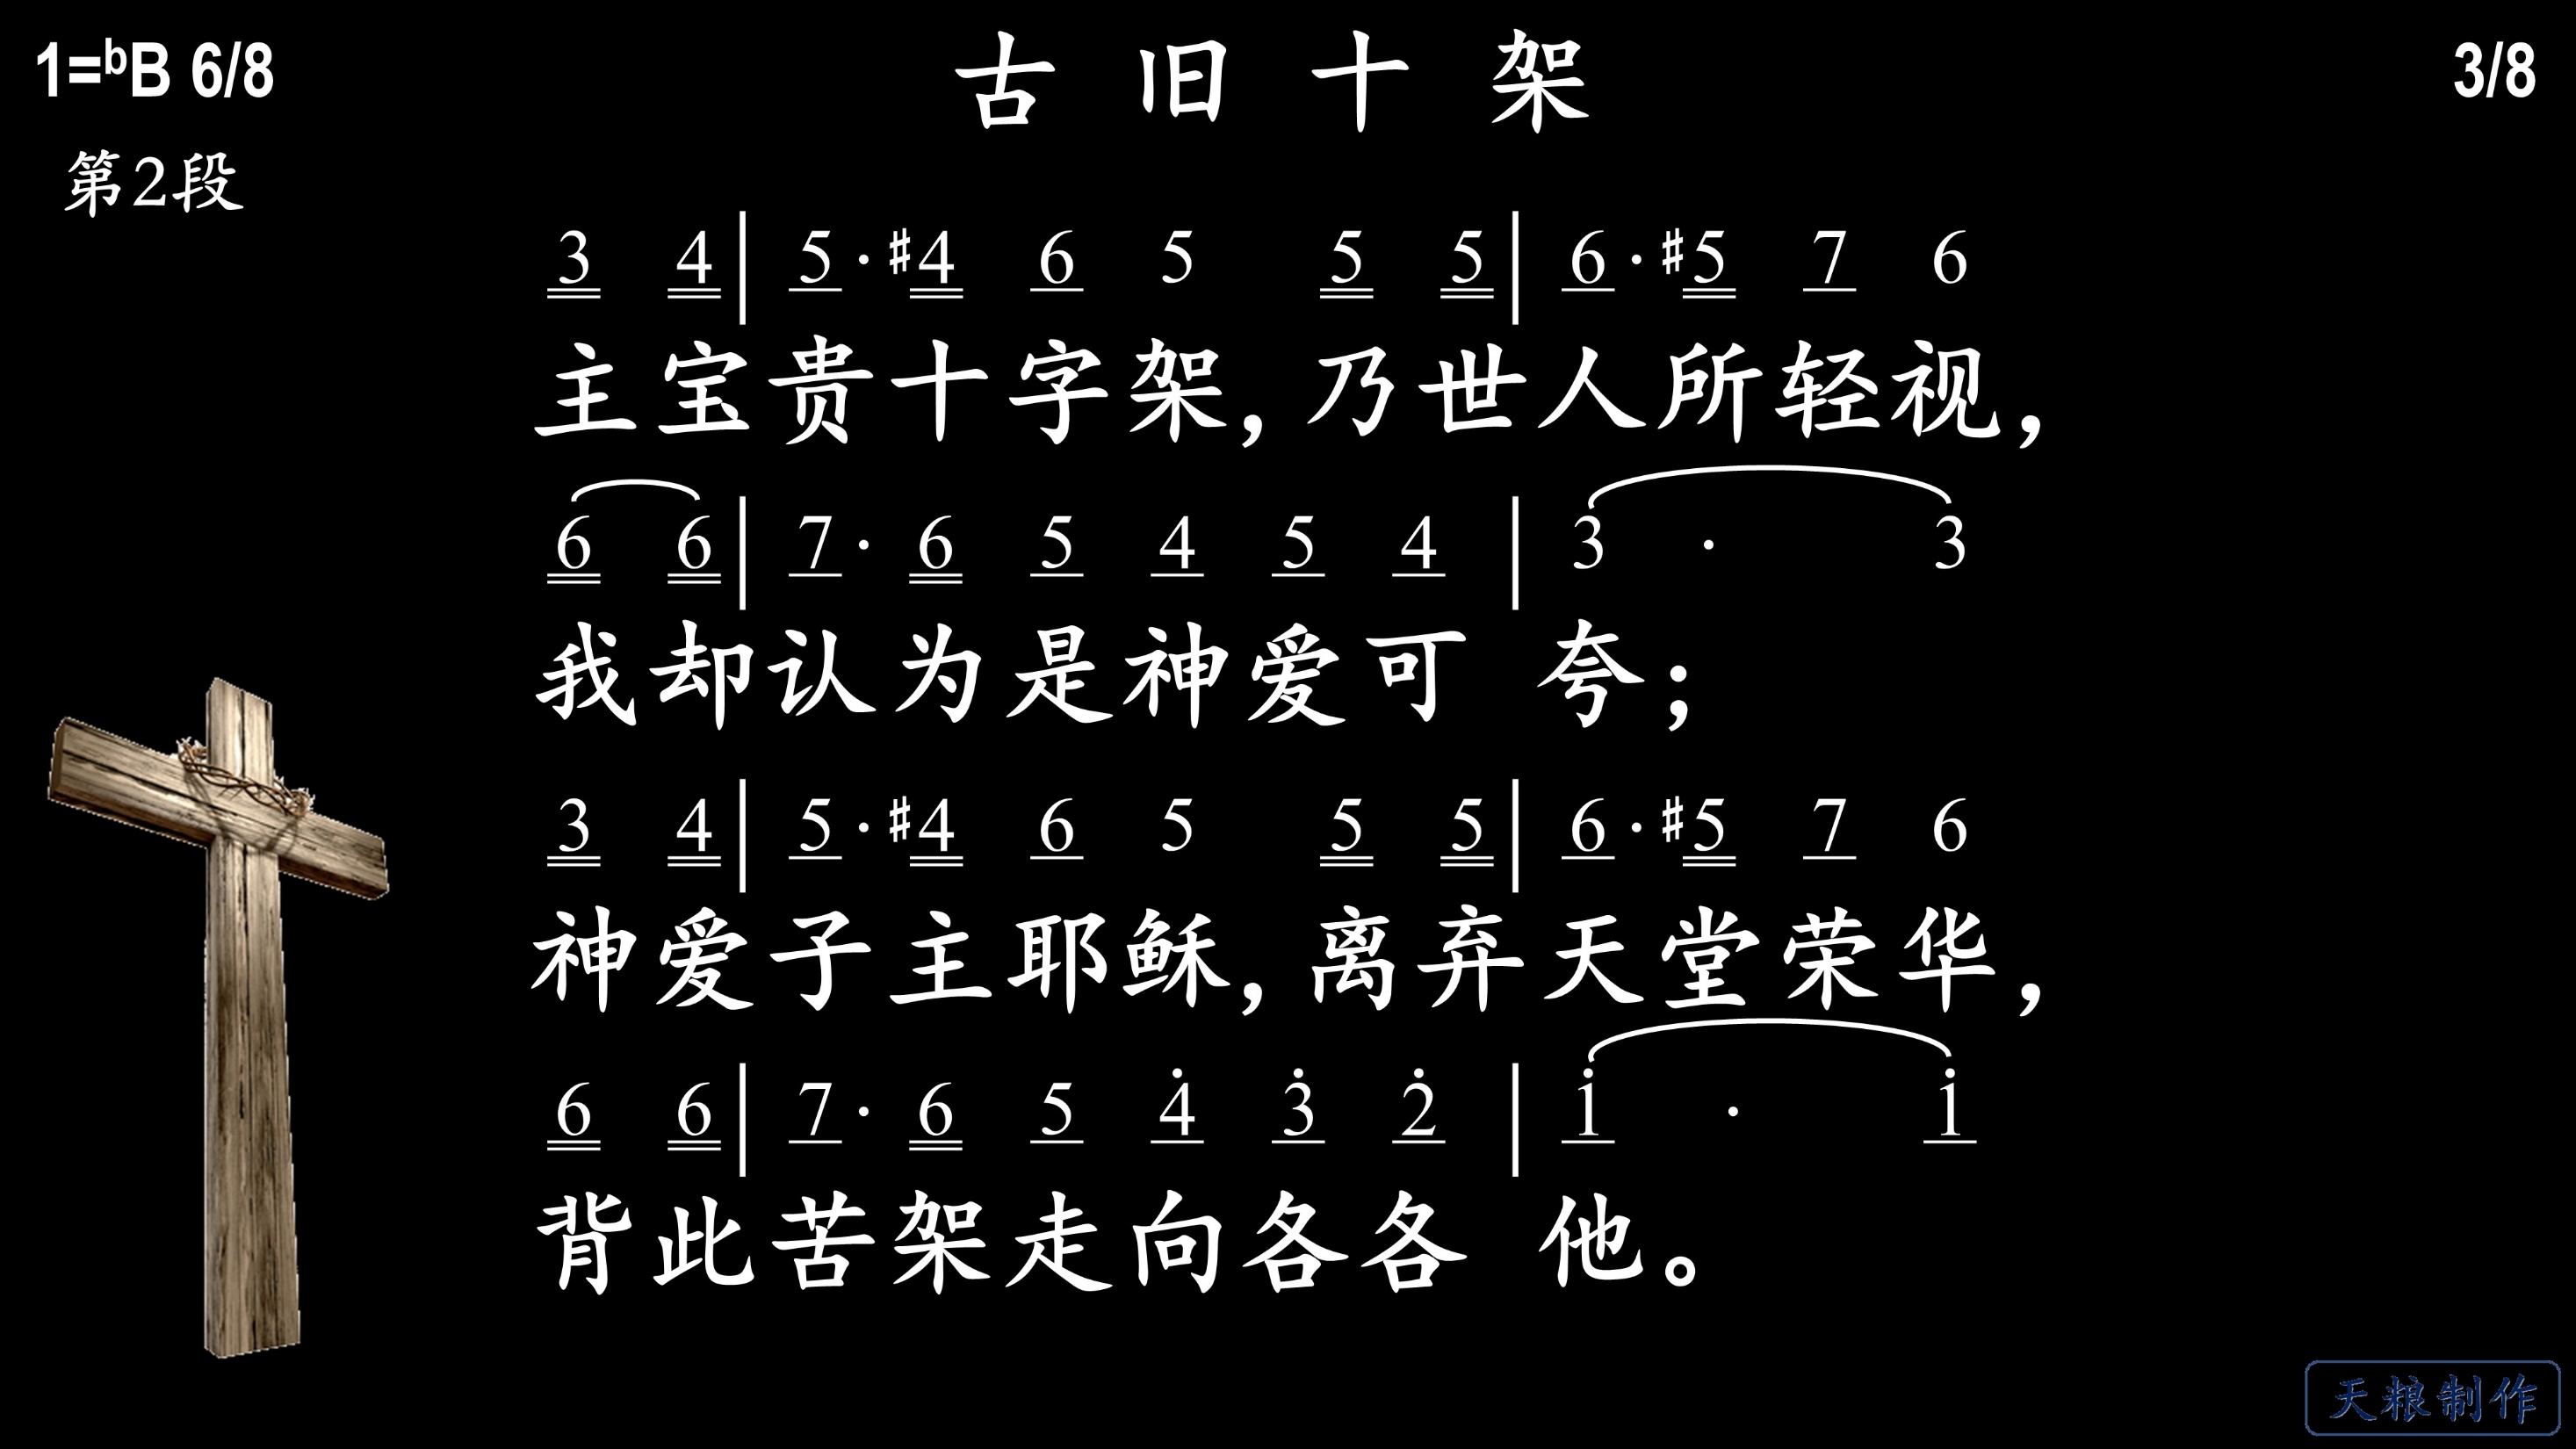 1=ᵇB 6/8
古旧十架
3/8
第2段
3 4 | 5 · #4 6 5 5 5 | 6 · #5 7 6
主宝贵十字架,乃世人所轻视,
6 6 | 7 · 6 5 4 5 4 | 3 · 3
我却认为是神爱可 夸;
3 4 | 5 · #4 6 5 5 5 | 6 · #5 7 6
神爱子主耶稣,离弃天堂荣华,
6 6 | 7 · 6 5 4̇ 3̇ 2̇ | 1̇ · 1̇
背此苦架走向各各 他。
天粮制作